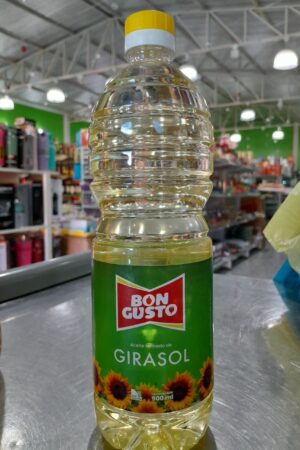 BON
GUSTO
Aceite refinado de
GIRASOL
900 ml